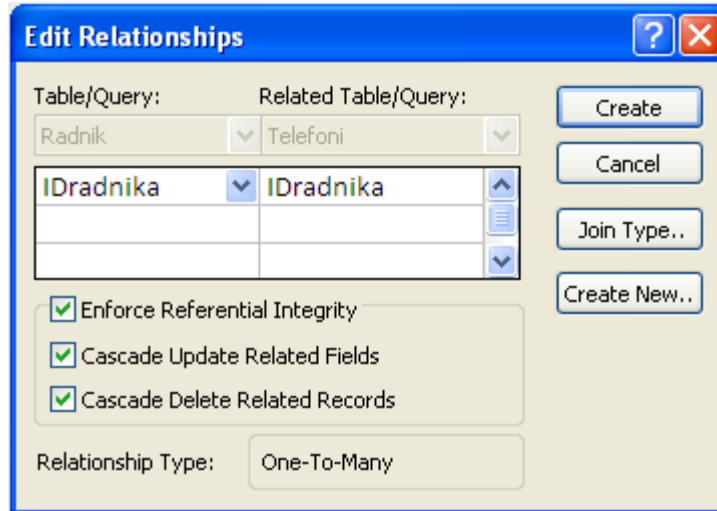 Edit Relationships
Table/Query: Related Table/Query:
Radnik Telefoni
IDradnika IDradnika
Enforce Referential Integrity
Cascade Update Related Fields
Cascade Delete Related Records
Relationship Type: One-To-Many
Create
Cancel
Join Type..
Create New..